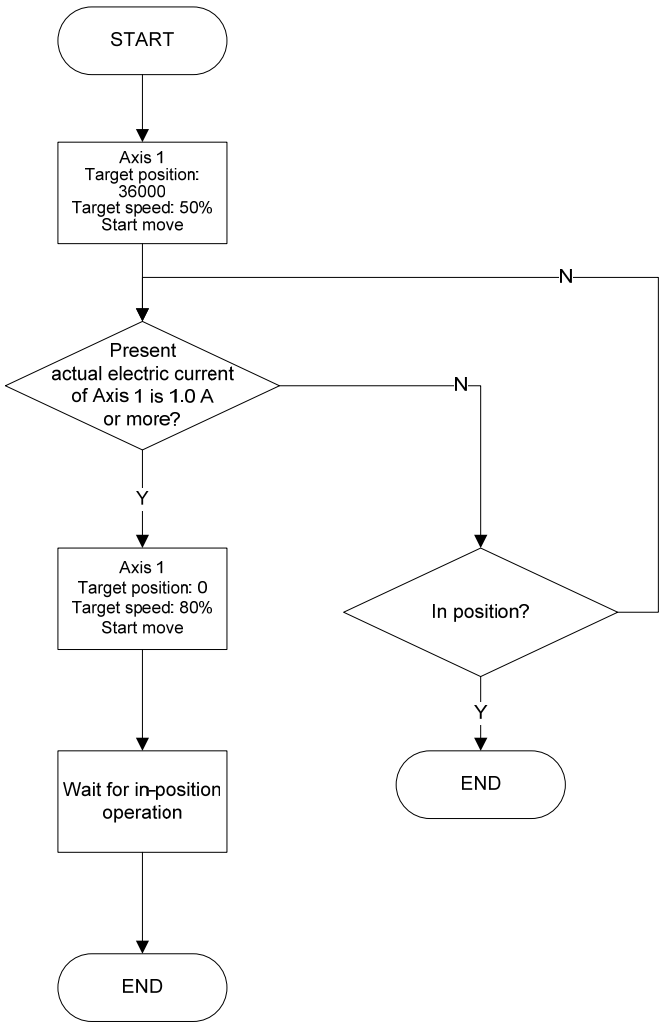 START
Axis 1
Target position:
36000
Target speed: 50%
Start move
N
Present
actual electric current
of Axis 1 is 1.0 A
or more?
N
Y
Axis 1
Target position: 0
Target speed: 80%
Start move
In position?
Y
Wait for in-position
operation
END
END